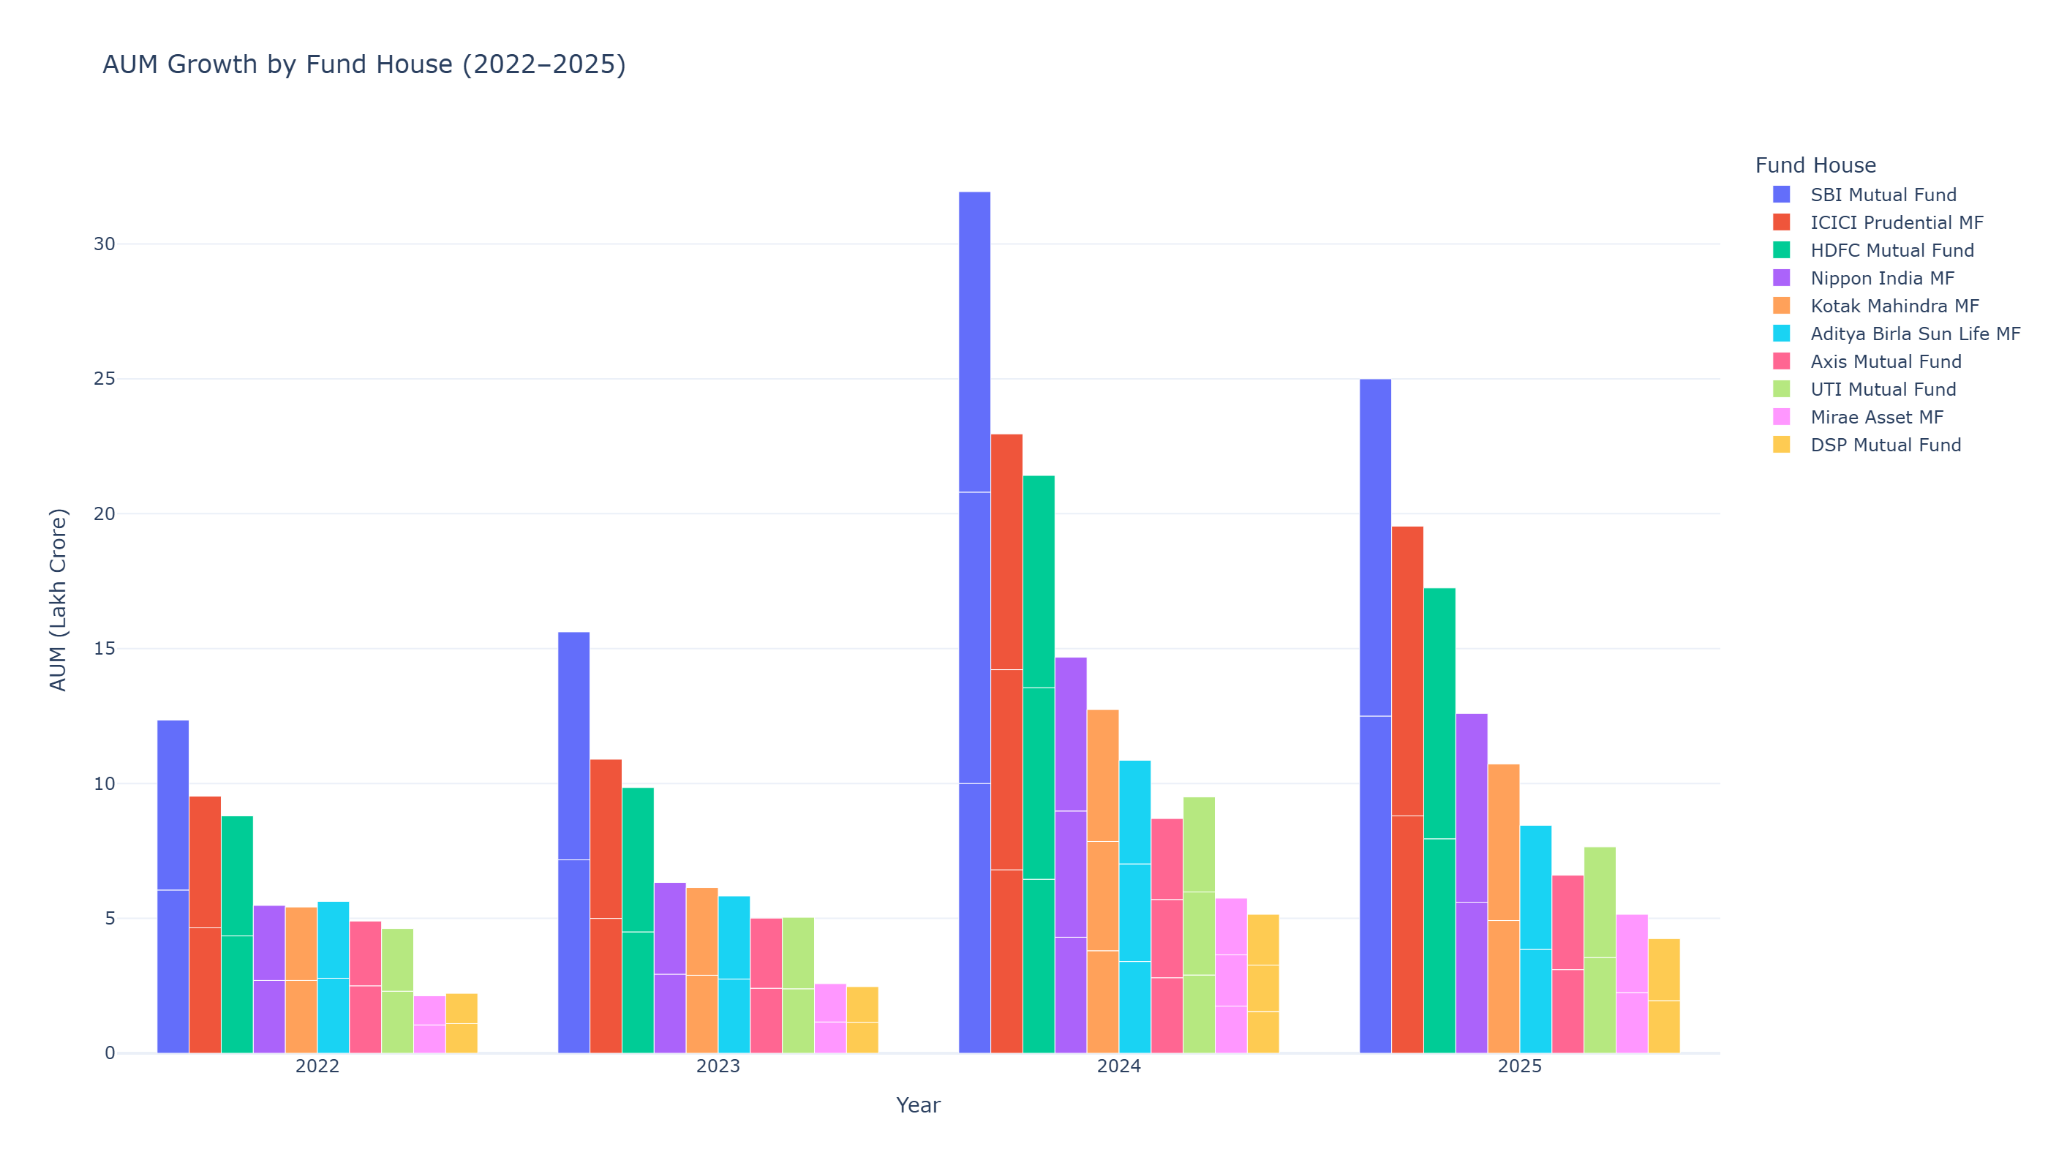 AUM Growth by Fund House (2022–2025)
Fund House
SBI Mutual Fund
ICICI Prudential MF
HDFC Mutual Fund
Nippon India MF
Kotak Mahindra MF
Aditya Birla Sun Life MF
Axis Mutual Fund
UTI Mutual Fund
Mirae Asset MF
DSP Mutual Fund
AUM (Lakh Crore)
30
25
20
15
10
5
0
2022 2023 2024 2025
Year